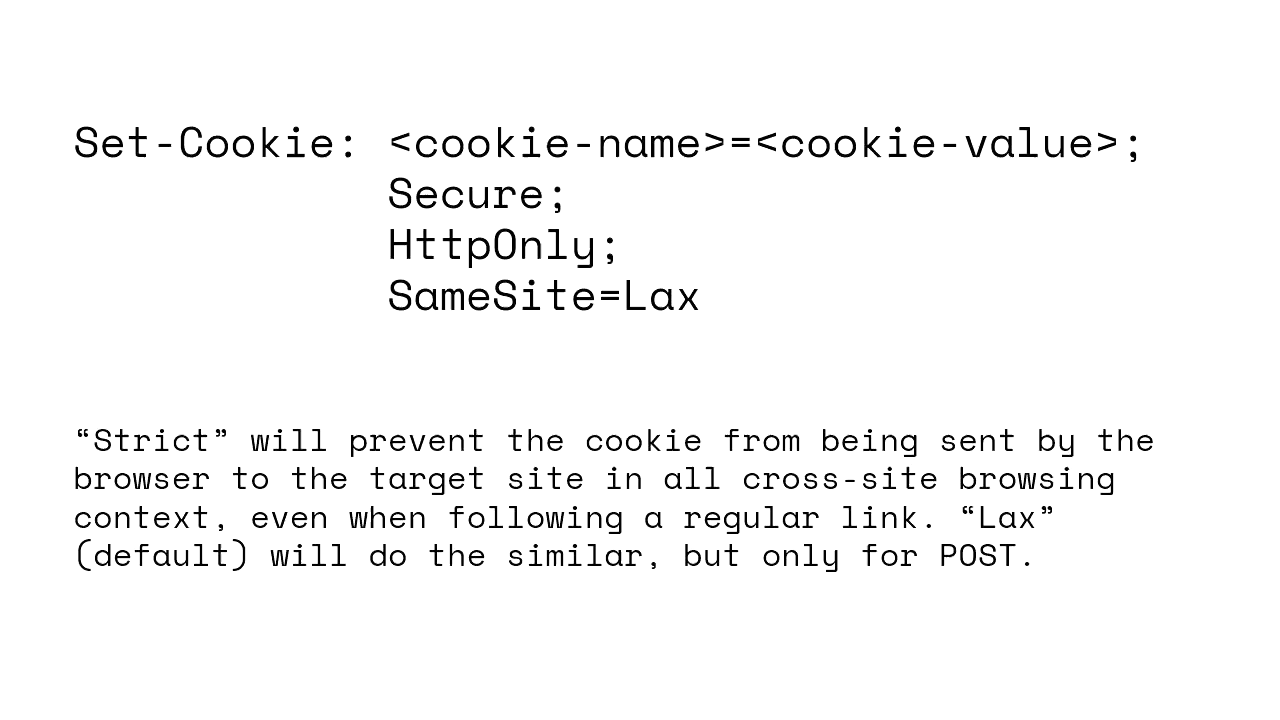 Set-Cookie: <cookie-name>=<cookie-value>;
Secure;
HttpOnly;
SameSite=Lax
“Strict” will prevent the cookie from being sent by the
browser to the target site in all cross-site browsing
context, even when following a regular link. “Lax”
(default) will do the similar, but only for POST.